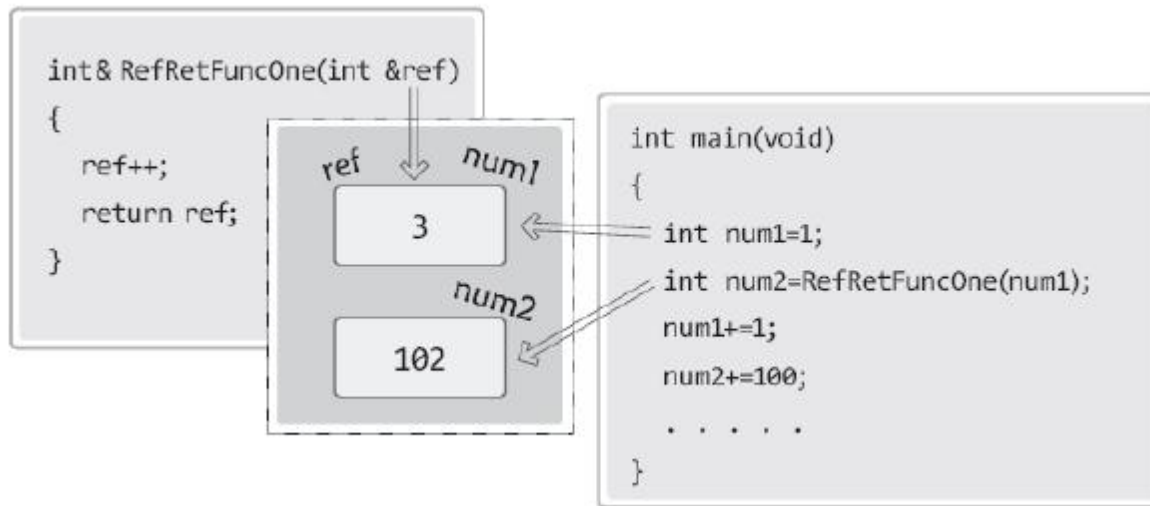 int& RefRetFuncOne(int &ref)
{
ref++;
return ref;
}
ref
num1
3
num2
102
int main(void)
{
int num1=1;
int num2=RefRetFuncOne(num1);
num1+=1;
num2+=100;
. . . . .
}